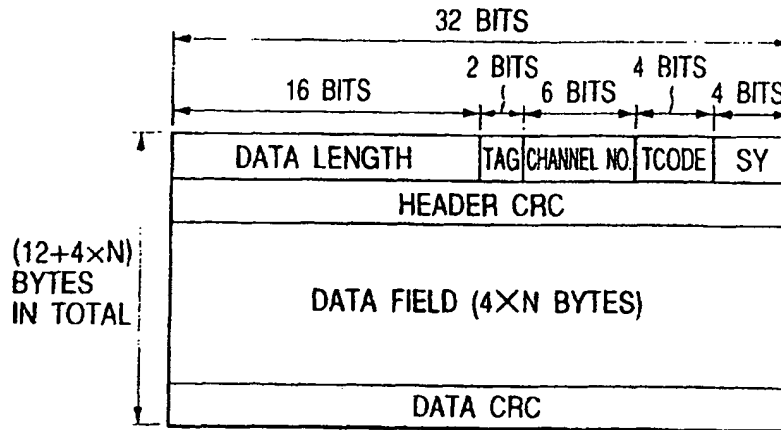 32 BITS
2 BITS 4 BITS
16 BITS 6 BITS 4 BITS
DATA LENGTH TAG CHANNEL NO. TCODE SY
HEADER CRC
(12+4×N)
BYTES
IN TOTAL
DATA FIELD (4×N BYTES)
DATA CRC